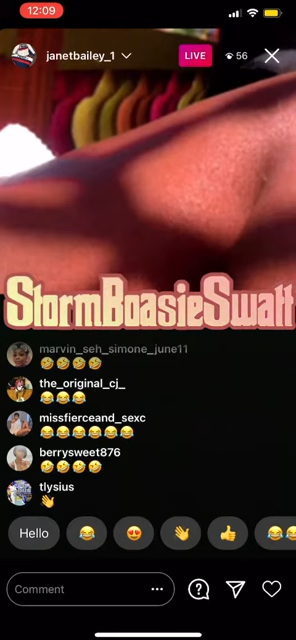 12:09
janetbailey_1
LIVE
56
StormBoasieSwatt
marvin_seh_simone_june11
🤣🤣🤣🤣
the_original_cj_
😂😂😂
missfierceand_sexc
😂😂😂😂😂😂
berrysweet876
🤣🤣🤣🤣
tlysius
👋
Hello 😂 😍 👋 👍 😂😂
Comment